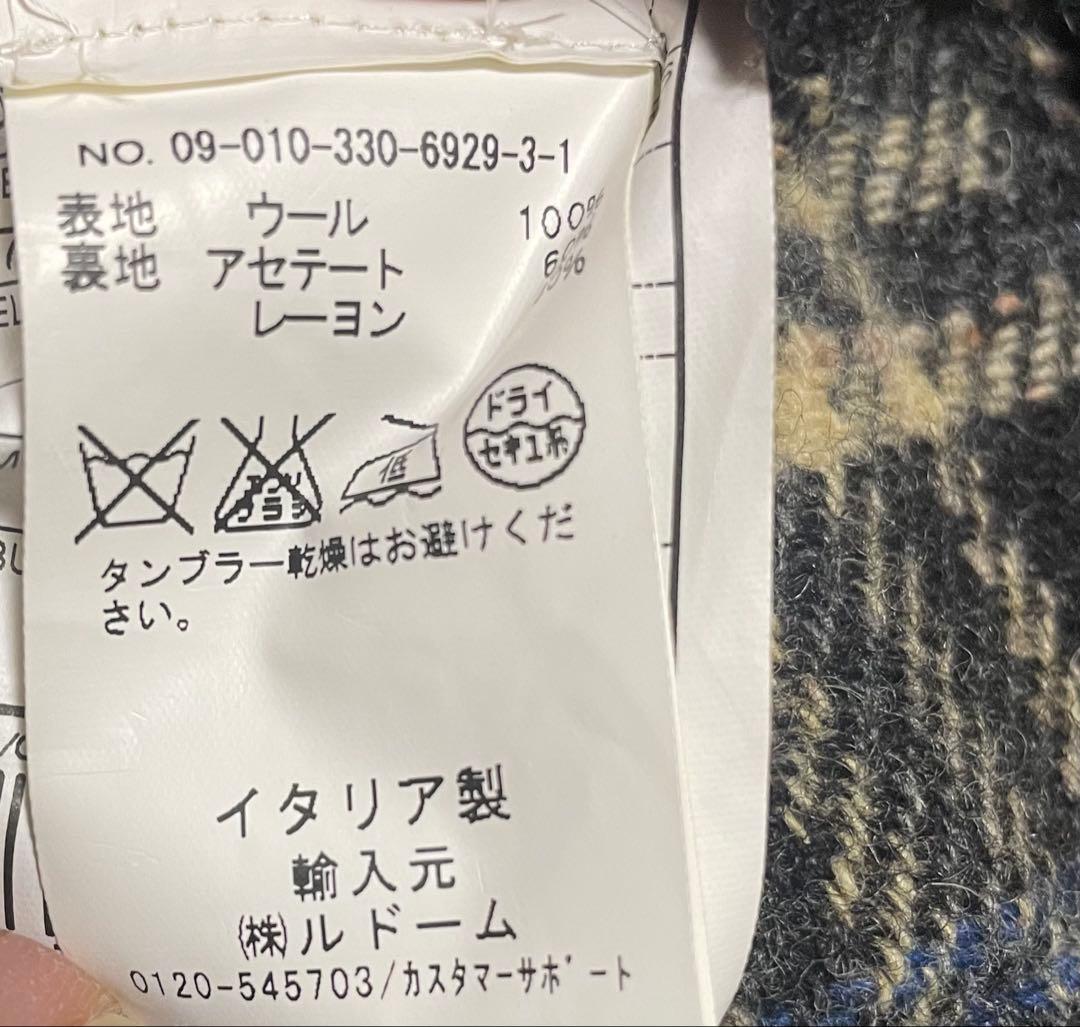 NO. 09-010-330-6929-3-1
表地 ウール 100%
裏地 アセテート
レーヨン
低
ドライ
セキユ系
タンブラー乾燥はお避けくだ
さい。
イタリア製
輸入元
(株)ルドーム
0120-545703/カスタマーサポート